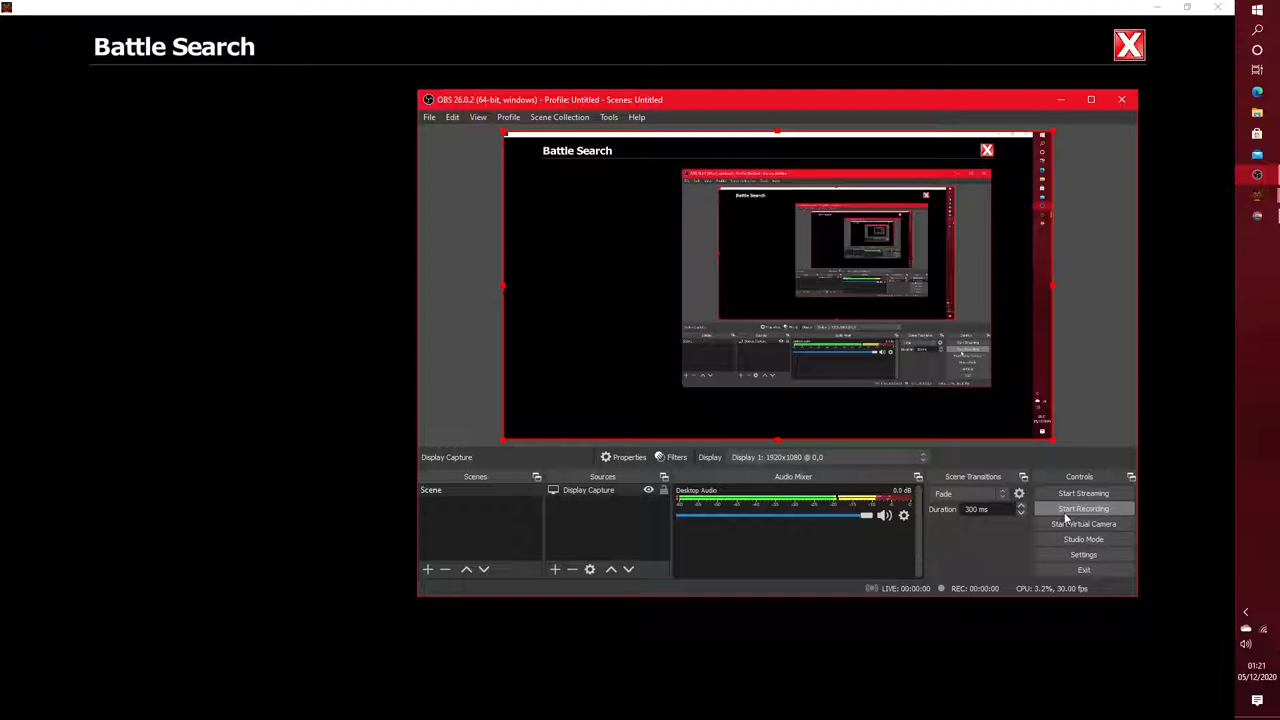 Battle Search
X
OBS 26.0.2 (64-bit, windows) - Profile: Untitled - Scenes: Untitled
File Edit View Profile Scene Collection Tools Help
Battle Search
X
Battle Search
Display Capture Properties Filters Display Display 1: 1920x1080 @ 0,0
Scenes Sources Audio Mixer Scene Transitions Controls
Scene
Display Capture
Desktop Audio 0.0 dB
Fade
Duration 300 ms
Start Streaming
Start Recording
Start Virtual Camera
Studio Mode
Settings
Exit
LIVE: 00:00:00 REC: 00:00:00 CPU: 3.2%, 30.00 fps
01:21
05/12/2020